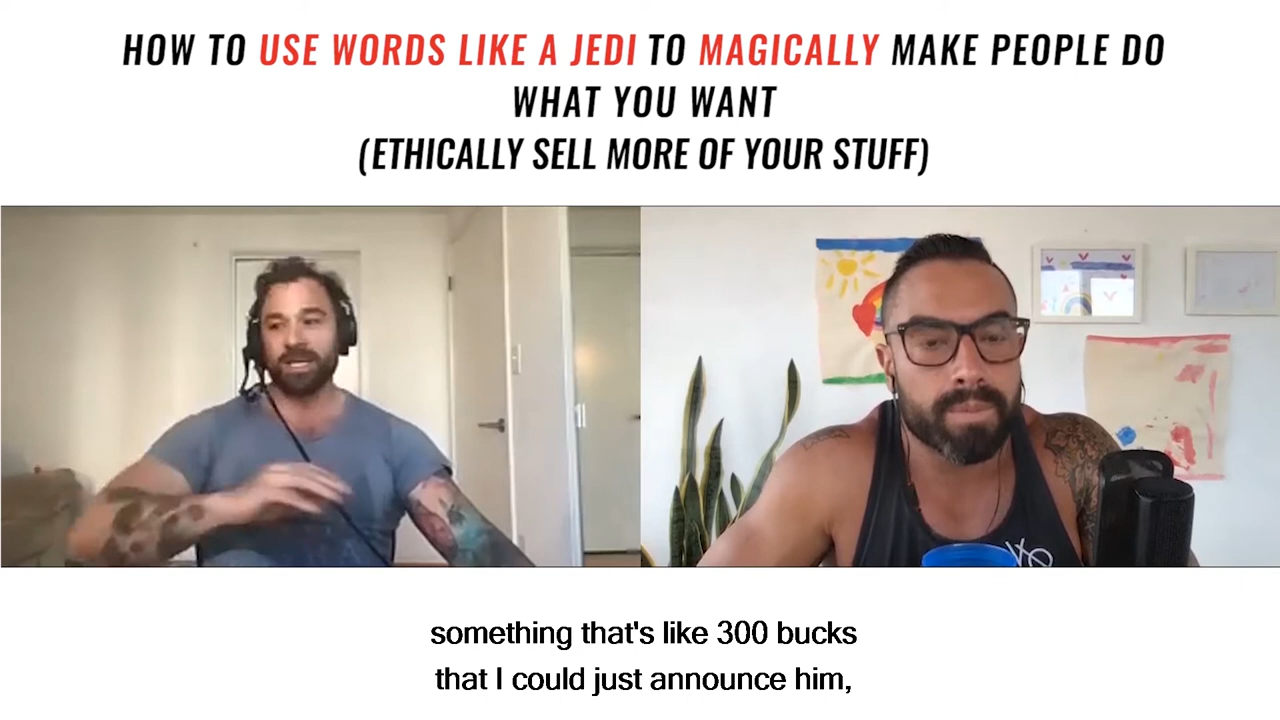 HOW TO USE WORDS LIKE A JEDI TO MAGICALLY MAKE PEOPLE DO
WHAT YOU WANT
(ETHICALLY SELL MORE OF YOUR STUFF)
something that's like 300 bucks
that I could just announce him,